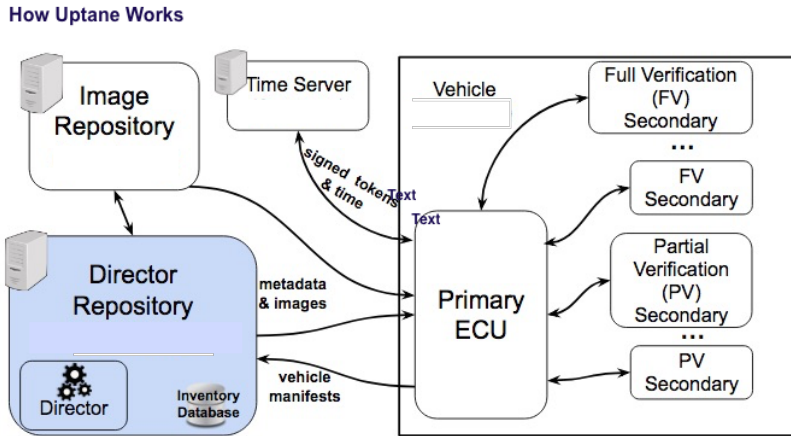 How Uptane Works
Image
Repository
Time Server
signed tokens
& time
Text
Text
Vehicle
Full Verification
(FV)
Secondary
...
FV
Secondary
Partial
Verification
(PV)
Secondary
...
PV
Secondary
Primary
ECU
Director
Repository
metadata
& images
vehicle
manifests
Director
Inventory
Database